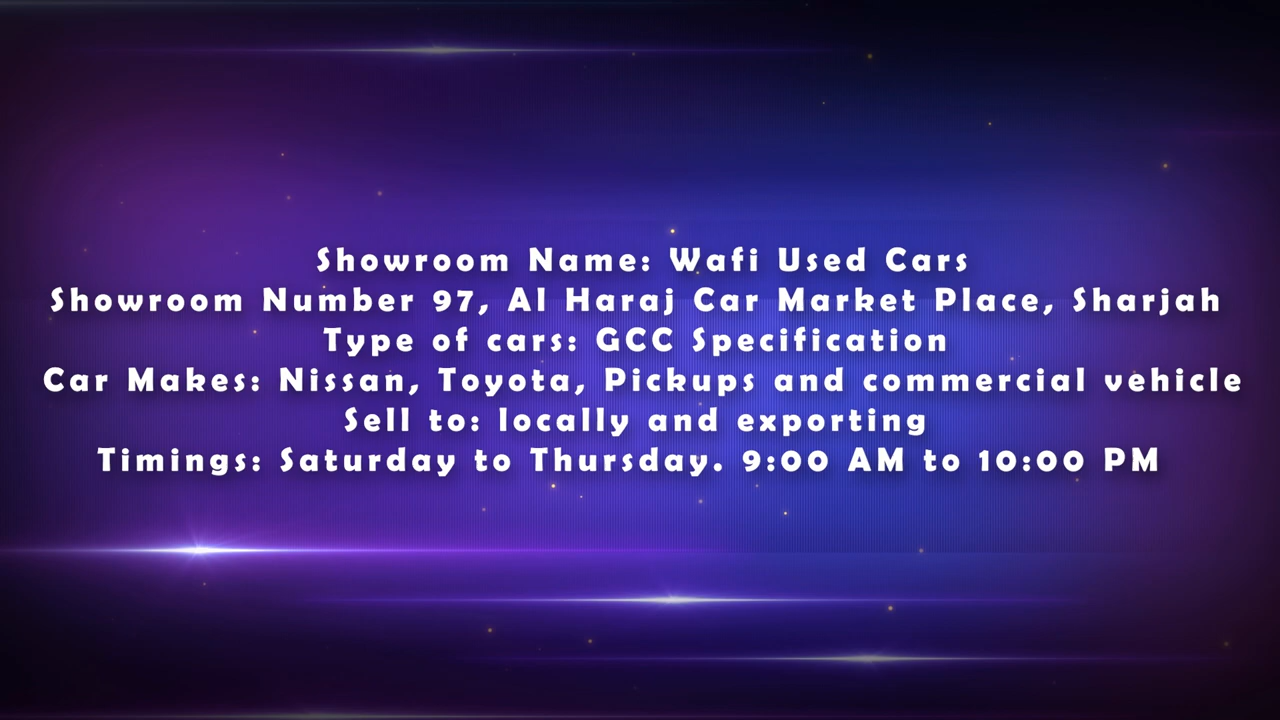 Showroom Name: Wafi Used Cars
Showroom Number 97, Al Haraj Car Market Place, Sharjah
Type of cars: GCC Specification
Car Makes: Nissan, Toyota, Pickups and commercial vehicle
Sell to: locally and exporting
Timings: Saturday to Thursday. 9:00 AM to 10:00 PM